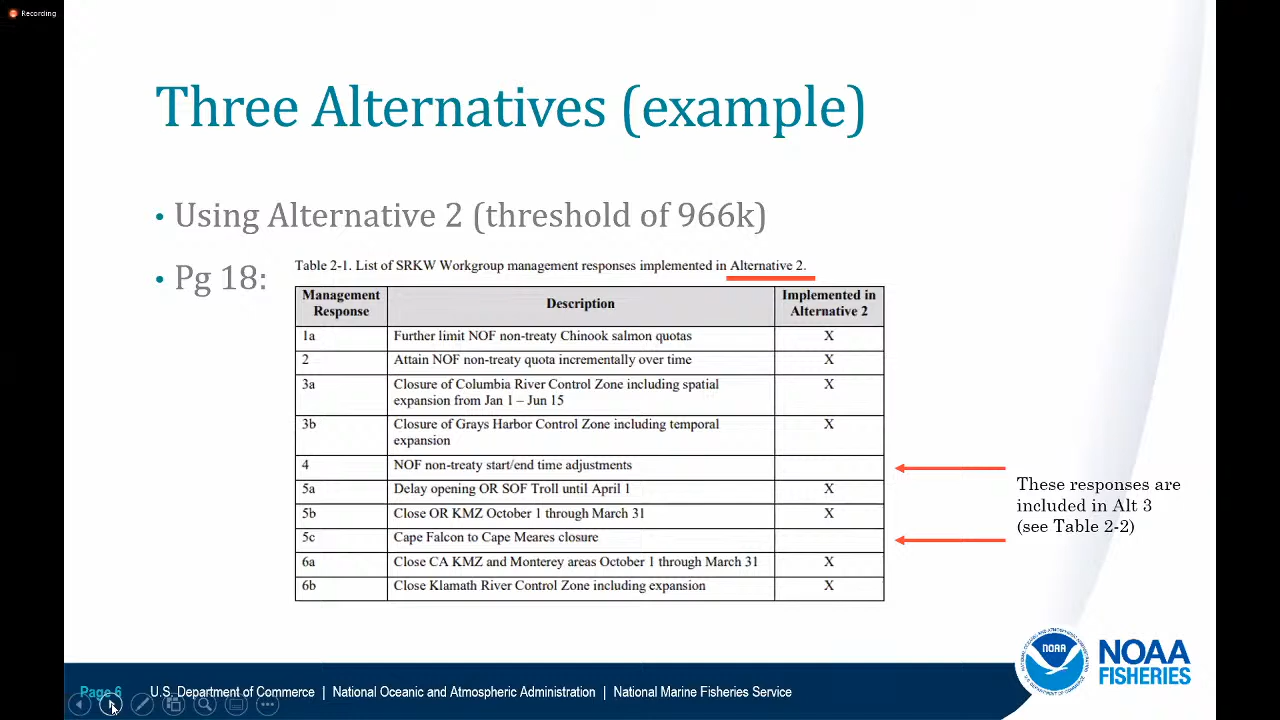 Recording
Three Alternatives (example)
• Using Alternative 2 (threshold of 966k)
• Pg 18:
Table 2-1. List of SRKW Workgroup management responses implemented in Alternative 2.
Management Response | Description | Implemented in Alternative 2
1a | Further limit NOF non-treaty Chinook salmon quotas | X
2 | Attain NOF non-treaty quota incrementally over time | X
3a | Closure of Columbia River Control Zone including spatial expansion from Jan 1 – Jun 15 | X
3b | Closure of Grays Harbor Control Zone including temporal expansion | X
4 | NOF non-treaty start/end time adjustments
5a | Delay opening OR SOF Troll until April 1 | X
5b | Close OR KMZ October 1 through March 31 | X
5c | Cape Falcon to Cape Meares closure
6a | Close CA KMZ and Monterey areas October 1 through March 31 | X
6b | Close Klamath River Control Zone including expansion | X
These responses are
included in Alt 3
(see Table 2-2)
NOAA
NOAA
FISHERIES
Page 6
U.S. Department of Commerce | National Oceanic and Atmospheric Administration | National Marine Fisheries Service